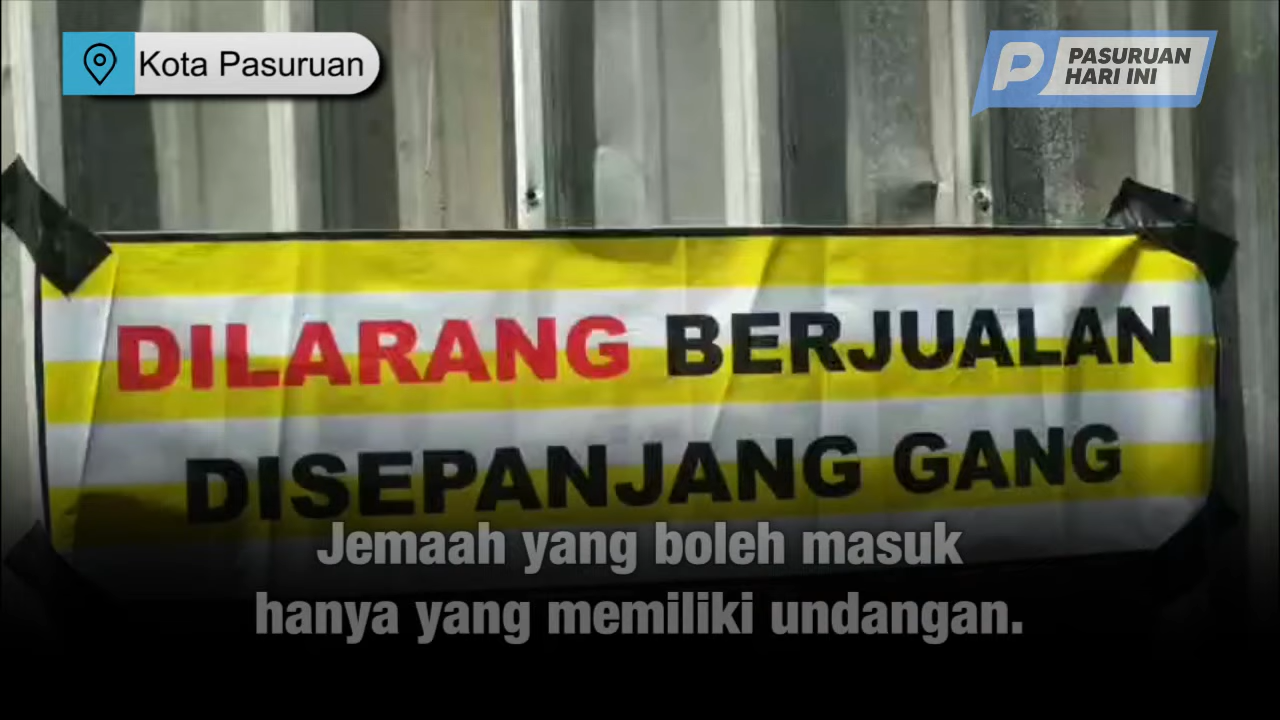 Kota Pasuruan
PASURUAN
HARI INI
DILARANG BERJUALAN
DISEPANJANG GANG
Jemaah yang boleh masuk
hanya yang memiliki undangan.